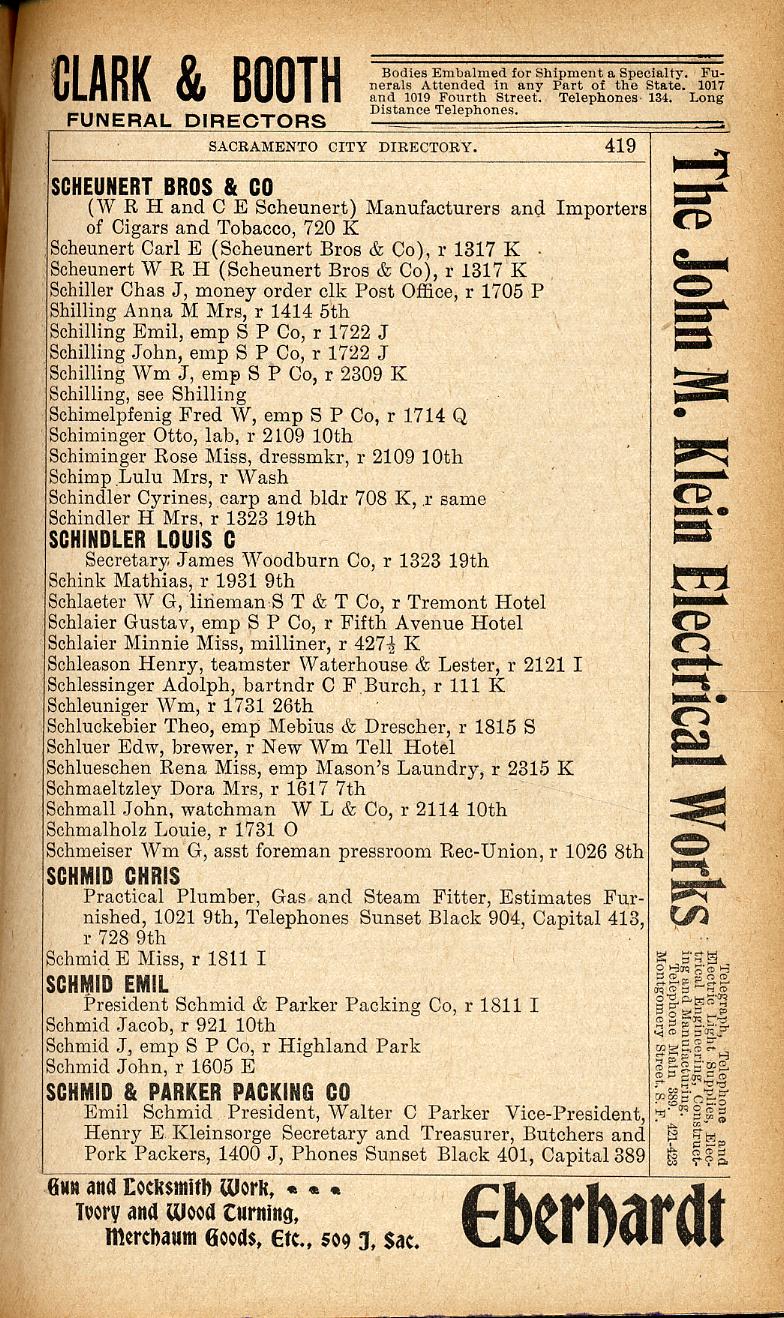 CLARK & BOOTH
FUNERAL DIRECTORS
Bodies Embalmed for Shipment a Specialty. Fu-
nerals Attended in any Part of the State. 1017
and 1019 Fourth Street. Telephones 134. Long
Distance Telephones.
SACRAMENTO CITY DIRECTORY. 419
SCHEUNERT BROS & CO
(W R H and C E Scheunert) Manufacturers and Importers
of Cigars and Tobacco, 720 K
Scheunert Carl E (Scheunert Bros & Co), r 1317 K
Scheunert W R H (Scheunert Bros & Co), r 1317 K
Schiller Chas J, money order clk Post Office, r 1705 P
Shilling Anna M Mrs, r 1414 5th
Schilling Emil, emp S P Co, r 1722 J
Schilling John, emp S P Co, r 1722 J
Schilling Wm J, emp S P Co, r 2309 K
Schilling, see Shilling
Schimelpfenig Fred W, emp S P Co, r 1714 Q
Schiminger Otto, lab, r 2109 10th
Schiminger Rose Miss, dressmkr, r 2109 10th
Schimp Lulu Mrs, r Wash
Schindler Cyrines, carp and bldr 708 K, r same
Schindler H Mrs, r 1323 19th
SCHINDLER LOUIS C
Secretary James Woodburn Co, r 1323 19th
Schink Mathias, r 1931 9th
Schlaeter W G, lineman S T & T Co, r Tremont Hotel
Schlaier Gustav, emp S P Co, r Fifth Avenue Hotel
Schlaier Minnie Miss, milliner, r 427½ K
Schleason Henry, teamster Waterhouse & Lester, r 2121 I
Schlessinger Adolph, bartndr C F Burch, r 111 K
Schleuniger Wm, r 1731 26th
Schluckebier Theo, emp Mebius & Drescher, r 1815 S
Schluer Edw, brewer, r New Wm Tell Hotel
Schlueschen Rena Miss, emp Mason's Laundry, r 2315 K
Schmaeltzley Dora Mrs, r 1617 7th
Schmall John, watchman W L & Co, r 2114 10th
Schmalholz Louie, r 1731 O
Schmeiser Wm G, asst foreman pressroom Rec-Union, r 1026 8th
SCHMID CHRIS
Practical Plumber, Gas and Steam Fitter, Estimates Fur-
nished, 1021 9th, Telephones Sunset Black 904, Capital 413,
r 728 9th
Schmid E Miss, r 1811 I
SCHMID EMIL
President Schmid & Parker Packing Co, r 1811 I
Schmid Jacob, r 921 10th
Schmid J, emp S P Co, r Highland Park
Schmid John, r 1605 E
SCHMID & PARKER PACKING CO
Emil Schmid President, Walter C Parker Vice-President,
Henry E Kleinsorge Secretary and Treasurer, Butchers and
Pork Packers, 1400 J, Phones Sunset Black 401, Capital 389
The John M. Klein Electrical Works
Telegraph, Telephone and
Electric Light Supplies, Elec-
trical Engineering, Construct-
ing and Manufacturing.
Telephone Main 389. 421-423
Montgomery Street, S. F.
Gun and Locksmith Work,
Ivory and Wood Turning,
Merchaum Goods, Etc., 509 J, Sac.
Eberhardt